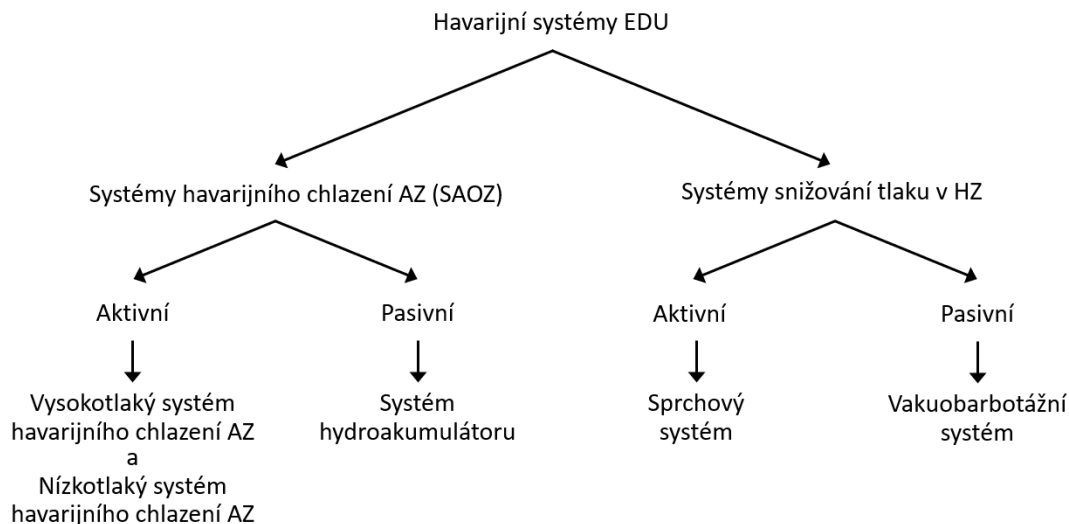 Havarijní systémy EDU
Systémy havarijního chlazení AZ (SAOZ)
Systémy snižování tlaku v HZ
Aktivní
Pasivní
Aktivní
Pasivní
Vysokotlaký systém
havarijního chlazení AZ
a
Nízkotlaký systém
havarijního chlazení AZ
Systém
hydroakumulátoru
Sprchový
systém
Vakuobarbotážní
systém